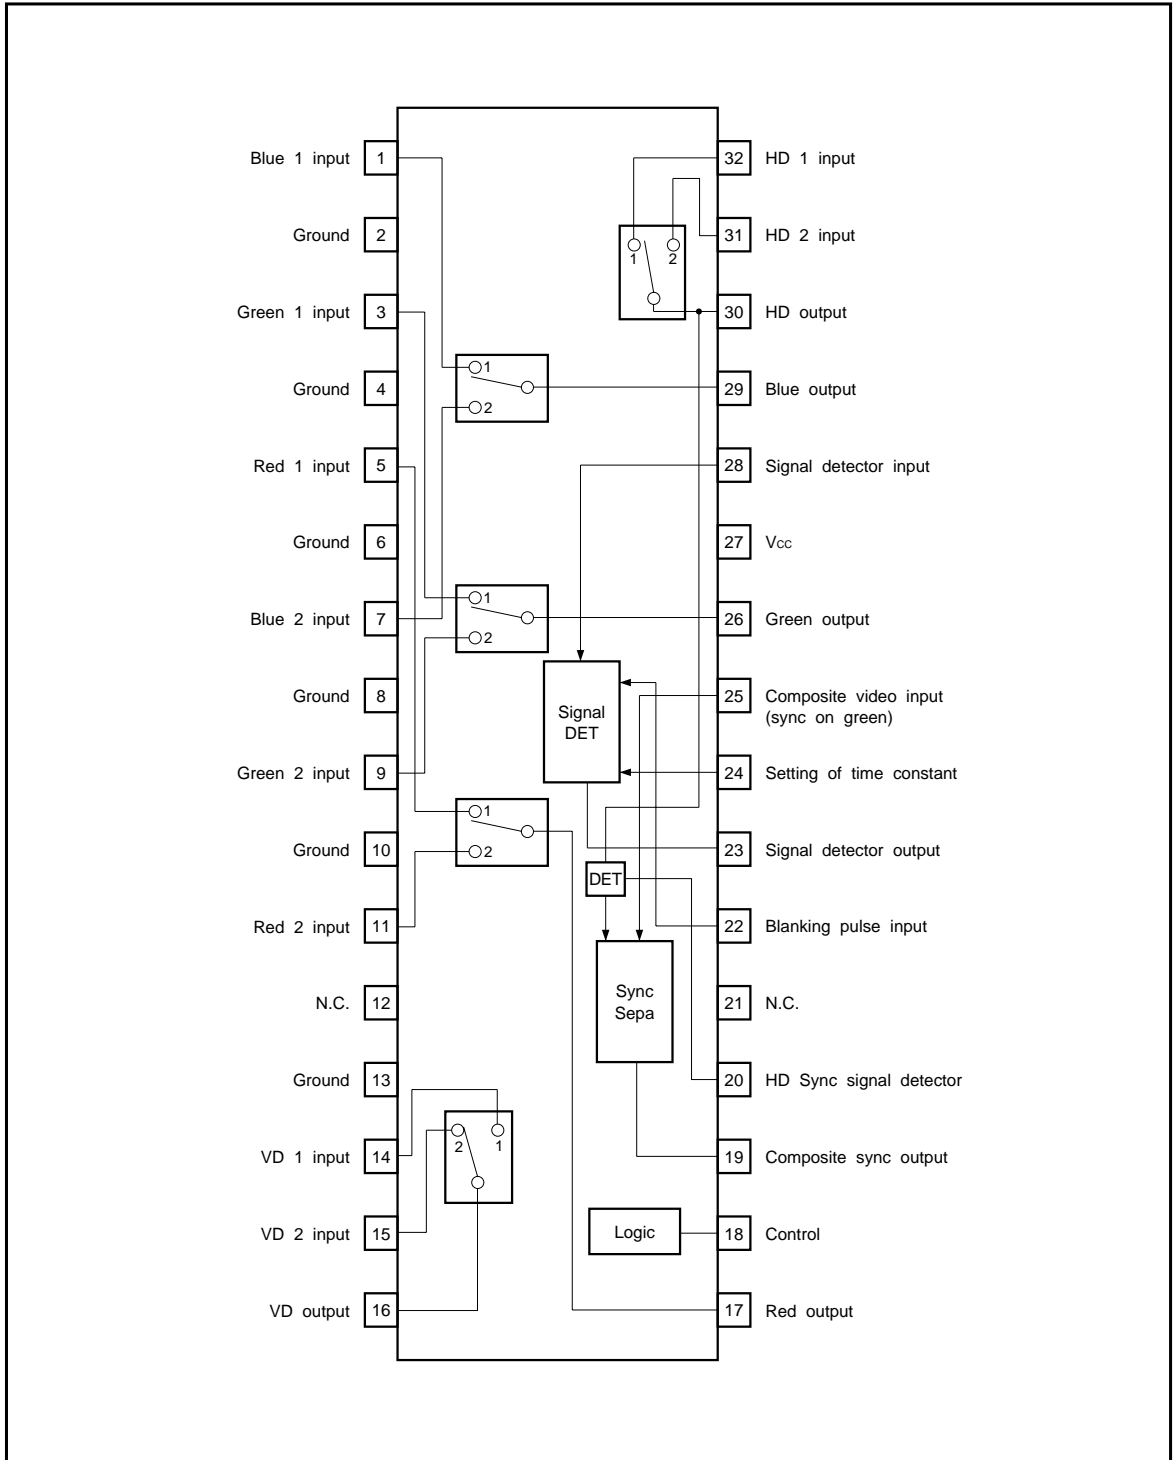 Blue 1 input 1
Ground 2
Green 1 input 3
Ground 4
Red 1 input 5
Ground 6
Blue 2 input 7
Ground 8
Green 2 input 9
Ground 10
Red 2 input 11
N.C. 12
Ground 13
VD 1 input 14
VD 2 input 15
VD output 16
1
2
1
2
1
2
2 1
1 2
Signal
DET
DET
Sync
Sepa
Logic
32 HD 1 input
31 HD 2 input
30 HD output
29 Blue output
28 Signal detector input
27 Vcc
26 Green output
25 Composite video input
(sync on green)
24 Setting of time constant
23 Signal detector output
22 Blanking pulse input
21 N.C.
20 HD Sync signal detector
19 Composite sync output
18 Control
17 Red output